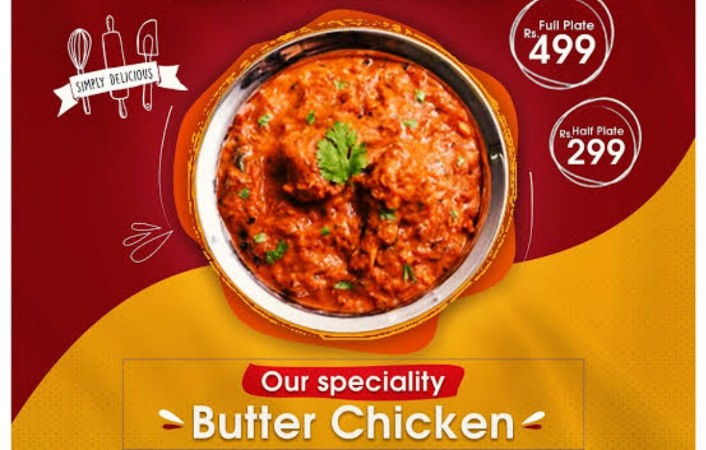 SIMPLY DELICIOUS
Full Plate
Rs.499
Half Plate
Rs.299
Our speciality
Butter Chicken